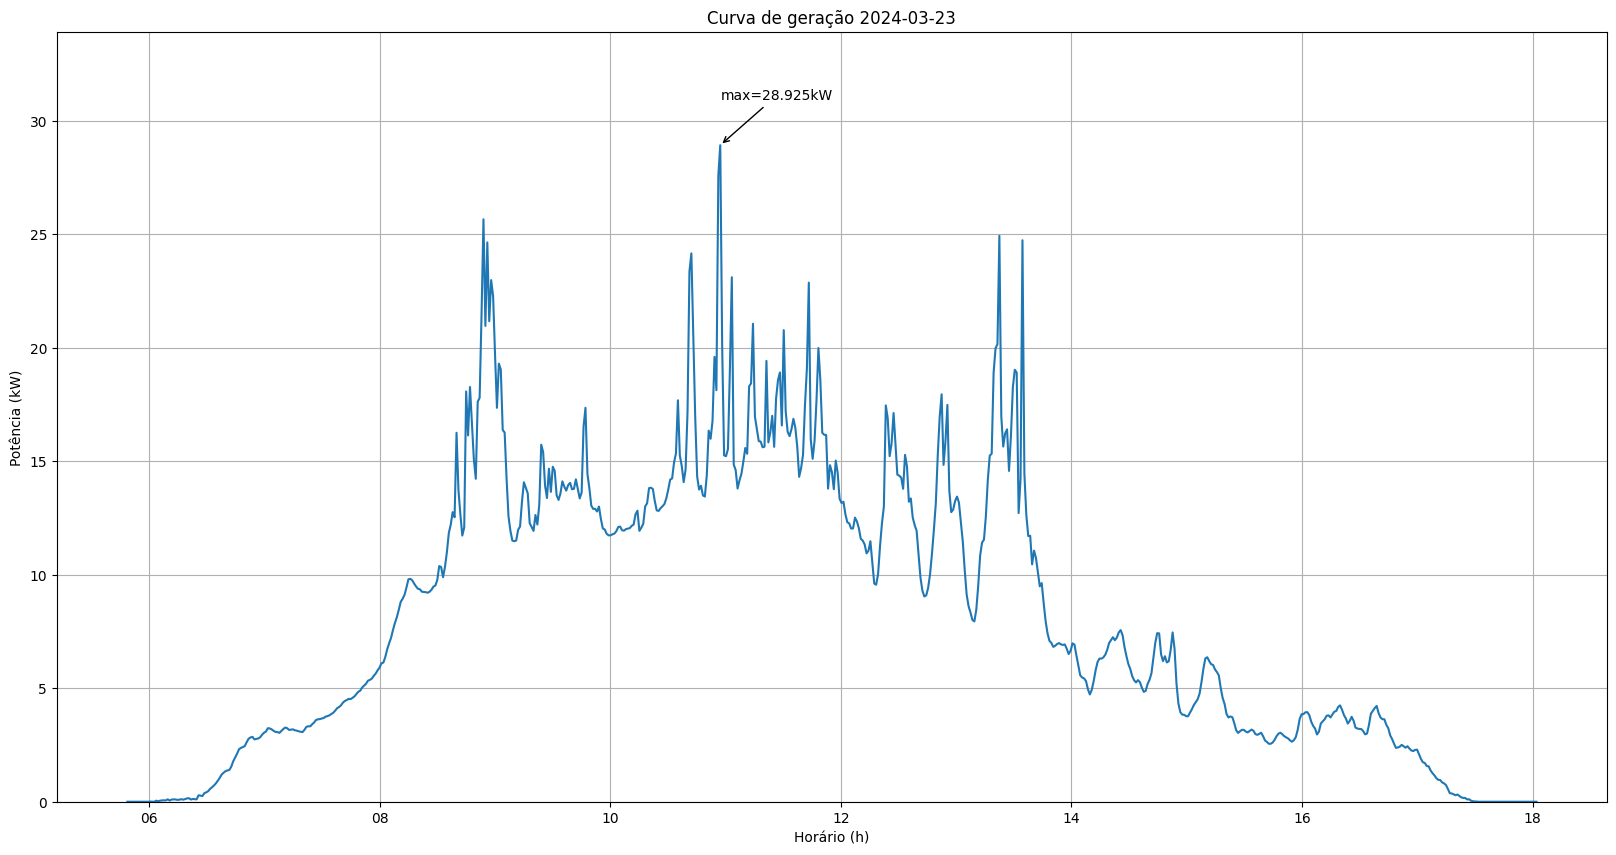 Curva de geração 2024-03-23
max=28.925kW
Potência (kW)
30
25
20
15
10
5
0
06 08 10 12 14 16 18
Horário (h)